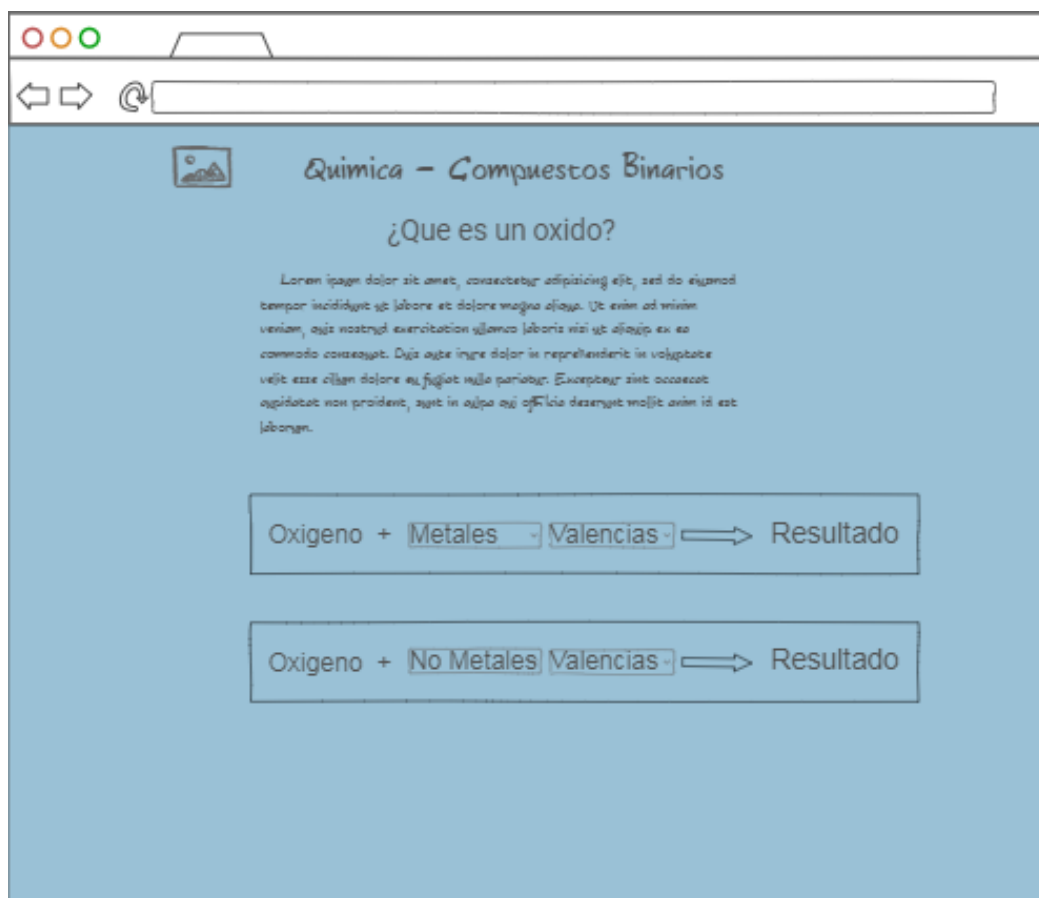 Quimica - Compuestos Binarios
¿Que es un oxido?
Lorem ipsum dolor sit amet, consectetur adipisicing elit, sed do eiusmod
tempor incididunt ut labore et dolore magna aliqua. Ut enim ad minim
veniam, quis nostrud exercitation ullamco laboris nisi ut aliquip ex ea
commodo consequat. Duis aute irure dolor in reprehenderit in voluptate
velit esse cillum dolore eu fugiat nulla pariatur. Excepteur sint occaecat
cupidatat non proident, sunt in culpa qui officia deserunt mollit anim id est
laborum.
Oxigeno + Metales Valencias Resultado
Oxigeno + No Metales Valencias Resultado